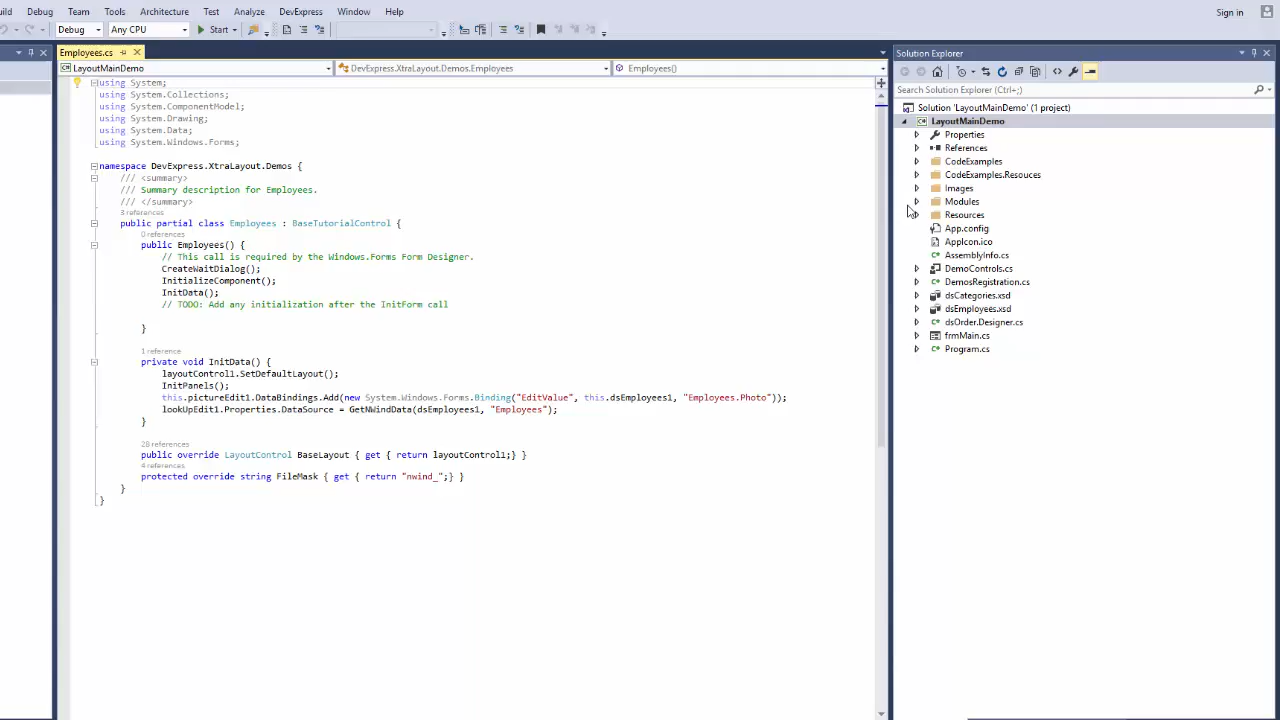 uild Debug Team Tools Architecture Test Analyze DevExpress Window Help
Sign in
Debug Any CPU Start
Employees.cs
Solution Explorer
LayoutMainDemo DevExpress.XtraLayout.Demos.Employees Employees()
Search Solution Explorer (Ctrl+;)
using System;
using System.Collections;
using System.ComponentModel;
using System.Drawing;
using System.Data;
using System.Windows.Forms;
namespace DevExpress.XtraLayout.Demos {
/// <summary>
/// Summary description for Employees.
/// </summary>
3 references
public partial class Employees : BaseTutorialControl {
0 references
public Employees() {
// This call is required by the Windows.Forms Form Designer.
CreateWaitDialog();
InitializeComponent();
InitData();
// TODO: Add any initialization after the InitForm call
}
1 reference
private void InitData() {
layoutControl1.SetDefaultLayout();
InitPanels();
this.pictureEdit1.DataBindings.Add(new System.Windows.Forms.Binding("EditValue", this.dsEmployees1, "Employees.Photo"));
lookUpEdit1.Properties.DataSource = GetNWindData(dsEmployees1, "Employees");
}
28 references
public override LayoutControl BaseLayout { get { return layoutControl1;} }
4 references
protected override string FileMask { get { return "nwind_";} }
}
}
Solution 'LayoutMainDemo' (1 project)
LayoutMainDemo
Properties
References
CodeExamples
CodeExamples.Resouces
Images
Modules
Resources
App.config
AppIcon.ico
AssemblyInfo.cs
DemoControls.cs
DemosRegistration.cs
dsCategories.xsd
dsEmployees.xsd
dsOrder.Designer.cs
frmMain.cs
Program.cs